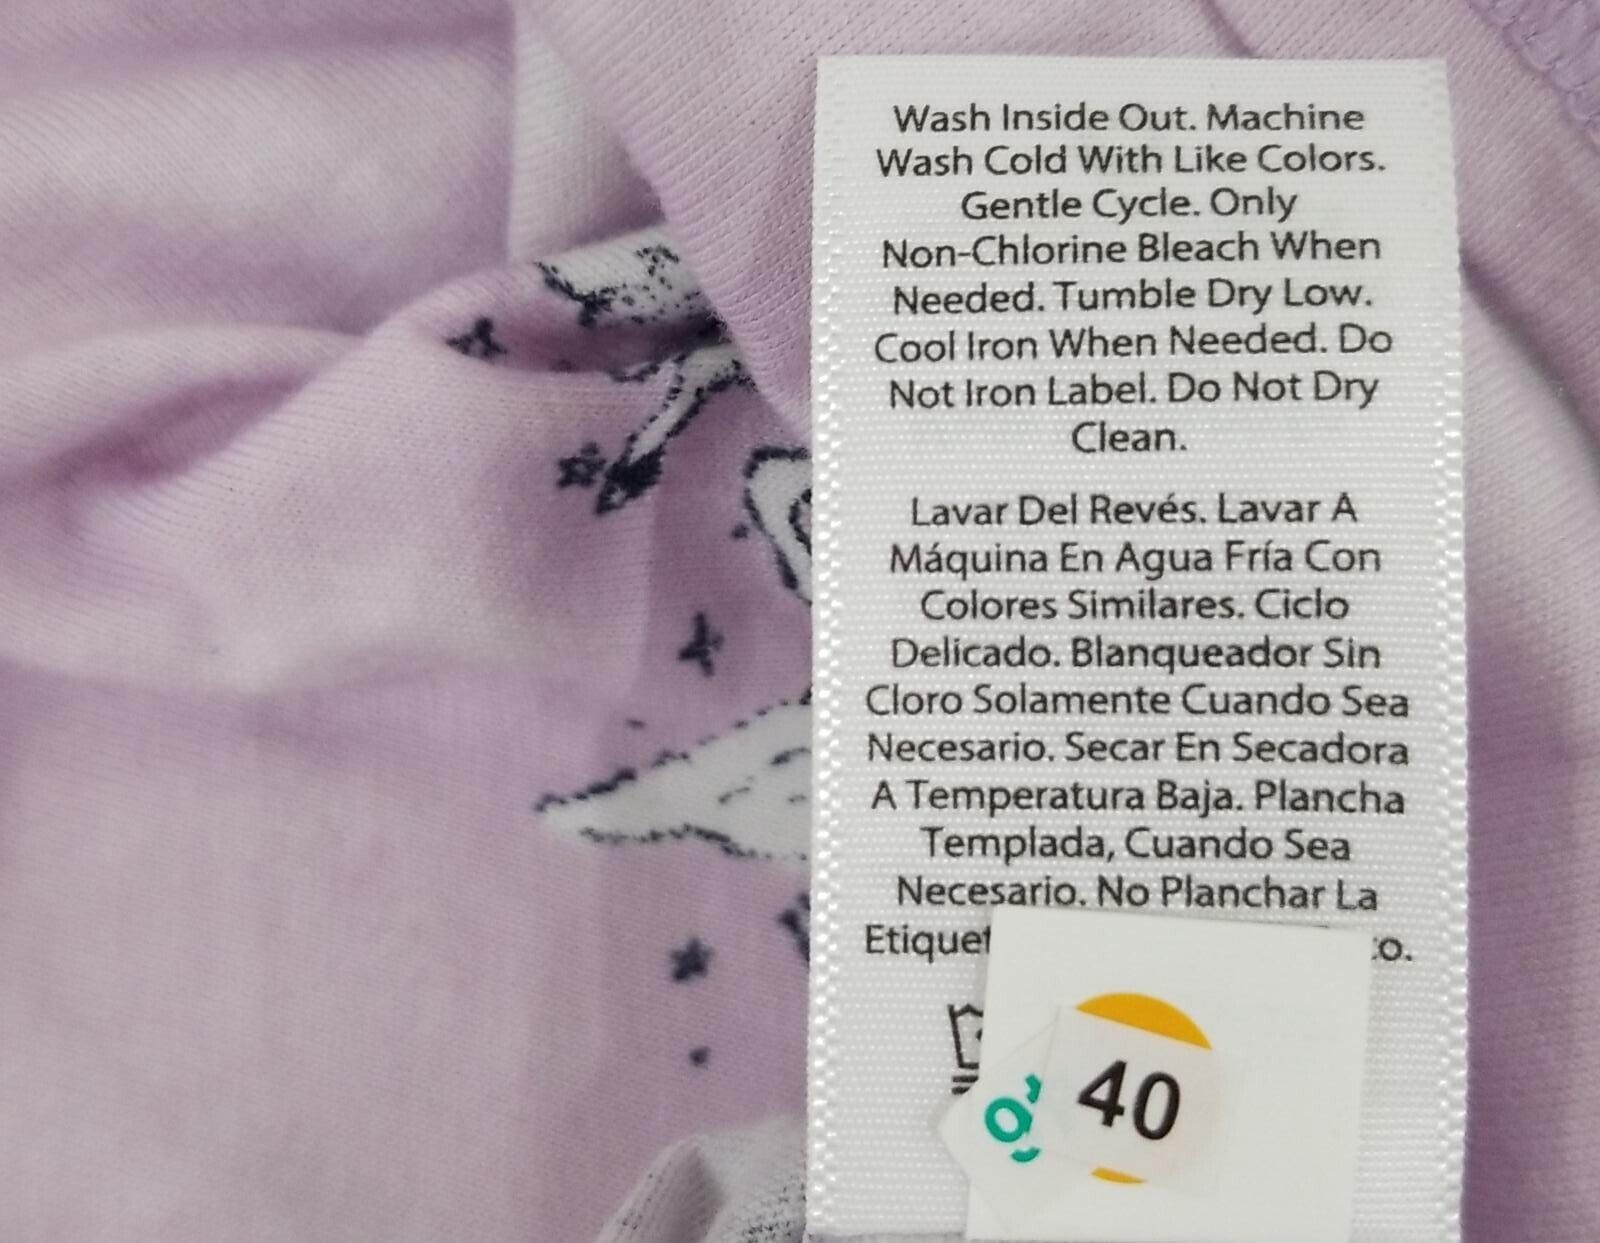 Wash Inside Out. Machine
Wash Cold With Like Colors.
Gentle Cycle. Only
Non-Chlorine Bleach When
Needed. Tumble Dry Low.
Cool Iron When Needed. Do
Not Iron Label. Do Not Dry
Clean.
Lavar Del Revés. Lavar A
Máquina En Agua Fría Con
Colores Similares. Ciclo
Delicado. Blanqueador Sin
Cloro Solamente Cuando Sea
Necesario. Secar En Secadora
A Temperatura Baja. Plancha
Templada, Cuando Sea
Necesario. No Planchar La
40